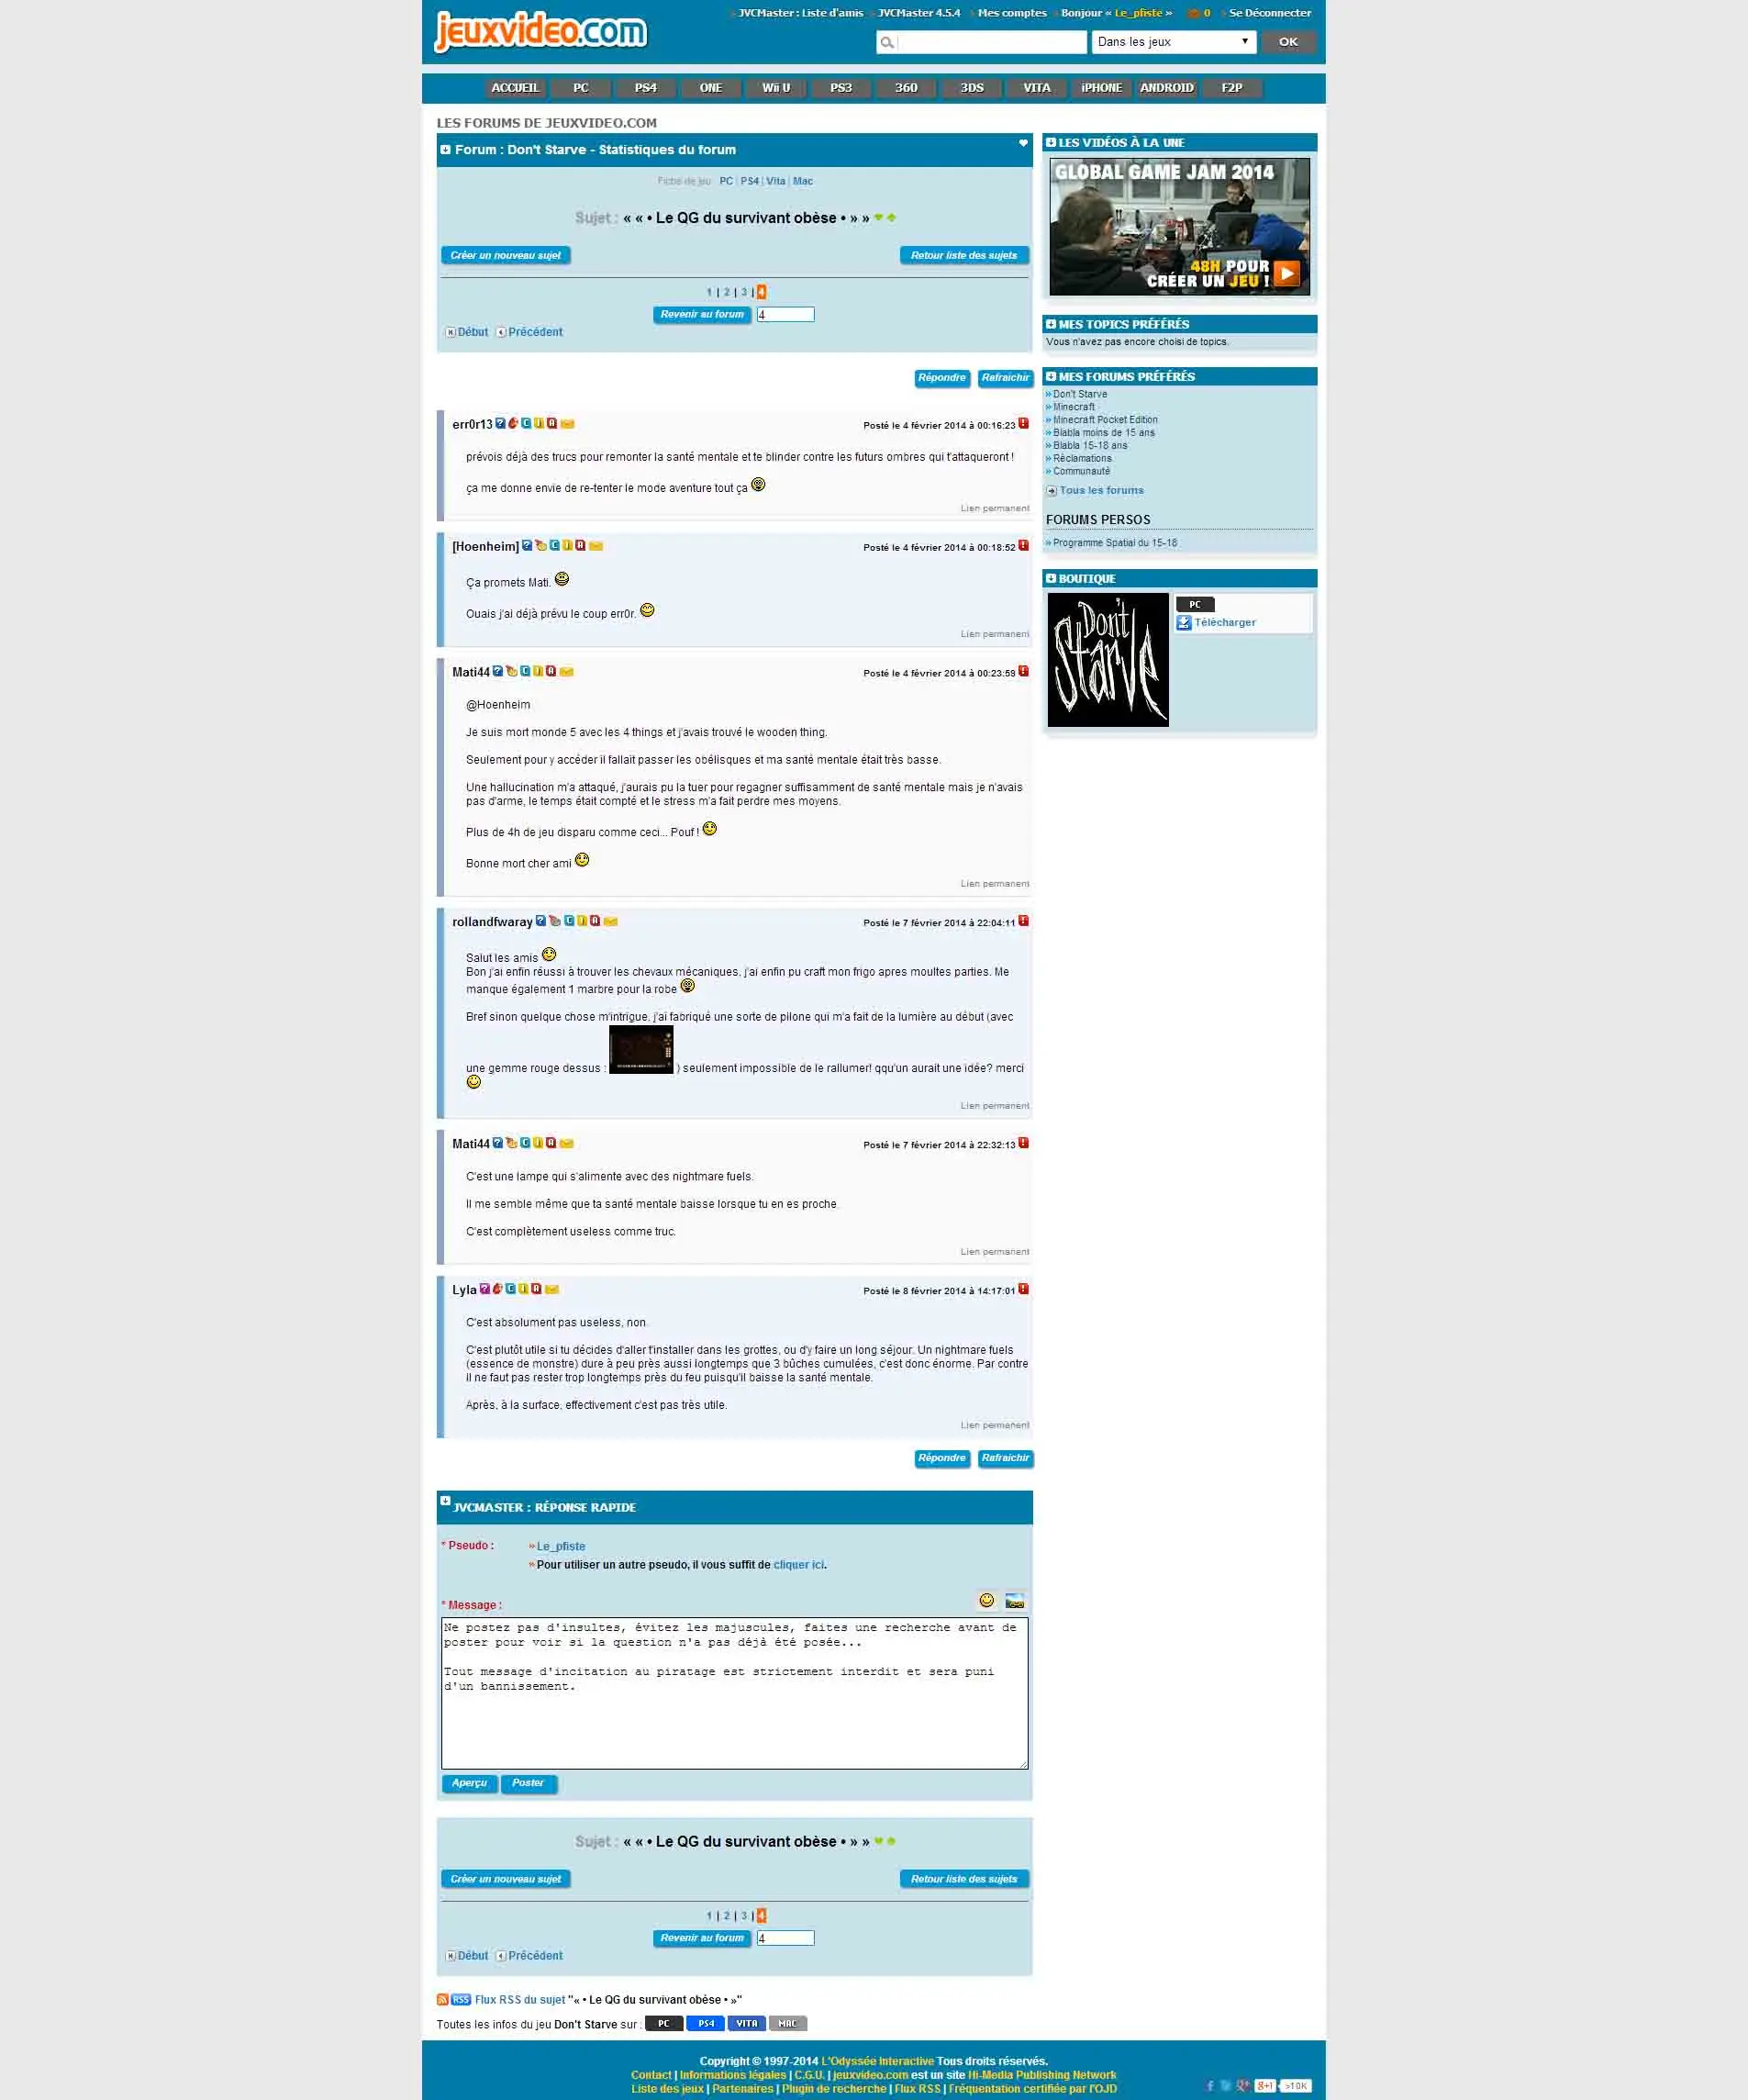 jeuxvideo.com
JVCMaster : Liste d'amis
JVCMaster 4.5.4
Mes comptes
Bonjour « Le_pfiste »
0
Se Déconnecter
Dans les jeux
OK
ACCUEIL PC PS4 ONE Wii U PS3 360 3DS VITA iPHONE ANDROID F2P
LES FORUMS DE JEUXVIDEO.COM
Forum : Don't Starve - Statistiques du forum
Fiche de jeu : PC | PS4 | Vita | Mac
Sujet : « « • Le QG du survivant obèse • » »
Créer un nouveau sujet
Retour liste des sujets
1 | 2 | 3 | 4
Revenir au forum
4
Début Précédent
Répondre Rafraichir
err0r13
Posté le 4 février 2014 à 00:16:23
prévois déjà des trucs pour remonter la santé mentale et te blinder contre les futurs ombres qui t'attaqueront !
ça me donne envie de re-tenter le mode aventure tout ça
Lien permanent
[Hoenheim]
Posté le 4 février 2014 à 00:18:52
Ça promets Mati.
Ouais j'ai déjà prévu le coup err0r.
Lien permanent
Mati44
Posté le 4 février 2014 à 00:23:59
@Hoenheim
Je suis mort monde 5 avec les 4 things et j'avais trouvé le wooden thing.
Seulement pour y accéder il fallait passer les obélisques et ma santé mentale était très basse.
Une hallucination m'a attaqué, j'aurais pu la tuer pour regagner suffisamment de santé mentale mais je n'avais
pas d'arme, le temps était compté et le stress m'a fait perdre mes moyens.
Plus de 4h de jeu disparu comme ceci... Pouf !
Bonne mort cher ami
Lien permanent
rollandfwaray
Posté le 7 février 2014 à 22:04:11
Salut les amis
Bon j'ai enfin réussi à trouver les chevaux mécaniques, j'ai enfin pu craft mon frigo apres moultes parties. Me
manque également 1 marbre pour la robe
Bref sinon quelque chose m'intrigue, j'ai fabriqué une sorte de pilone qui m'a fait de la lumière au début (avec
une gemme rouge dessus : ) seulement impossible de le rallumer! qqu'un aurait une idée? merci
Lien permanent
Mati44
Posté le 7 février 2014 à 22:32:13
C'est une lampe qui s'alimente avec des nightmare fuels.
Il me semble même que ta santé mentale baisse lorsque tu en es proche.
C'est complètement useless comme truc.
Lien permanent
Lyla
Posté le 8 février 2014 à 14:17:01
C'est absolument pas useless, non.
C'est plutôt utile si tu décides d'aller t'installer dans les grottes, ou d'y faire un long séjour. Un nightmare fuels
(essence de monstre) dure à peu près aussi longtemps que 3 bûches cumulées, c'est donc énorme. Par contre
il ne faut pas rester trop longtemps près du feu puisqu'il baisse la santé mentale.
Après, à la surface, effectivement c'est pas très utile.
Lien permanent
Répondre Rafraichir
JVCMASTER : RÉPONSE RAPIDE
* Pseudo :
Le_pfiste
Pour utiliser un autre pseudo, il vous suffit de cliquer ici.
* Message :
Ne postez pas d'insultes, évitez les majuscules, faites une recherche avant de
poster pour voir si la question n'a pas déjà été posée...
Tout message d'incitation au piratage est strictement interdit et sera puni
d'un bannissement.
Aperçu Poster
Sujet : « « • Le QG du survivant obèse • » »
Créer un nouveau sujet
Retour liste des sujets
1 | 2 | 3 | 4
Revenir au forum
4
Début Précédent
RSS Flux RSS du sujet "« • Le QG du survivant obèse • »"
Toutes les infos du jeu Don't Starve sur : PC PS4 VITA MAC
LES VIDÉOS À LA UNE
GLOBAL GAME JAM 2014
48H POUR
CRÉER UN JEU !
MES TOPICS PRÉFÉRÉS
Vous n'avez pas encore choisi de topics.
MES FORUMS PRÉFÉRÉS
Don't Starve
Minecraft
Minecraft Pocket Edition
Blabla moins de 15 ans
Blabla 15-18 ans
Réclamations
Communauté
Tous les forums
FORUMS PERSOS
Programme Spatial du 15-18
BOUTIQUE
Don't
Starve
PC
Télécharger
Copyright © 1997-2014 L'Odyssée Interactive Tous droits réservés.
Contact | Informations légales | C.G.U. | jeuxvideo.com est un site Hi-Media Publishing Network
Liste des jeux | Partenaires | Plugin de recherche | Flux RSS | Fréquentation certifiée par l'OJD
+1 >10K